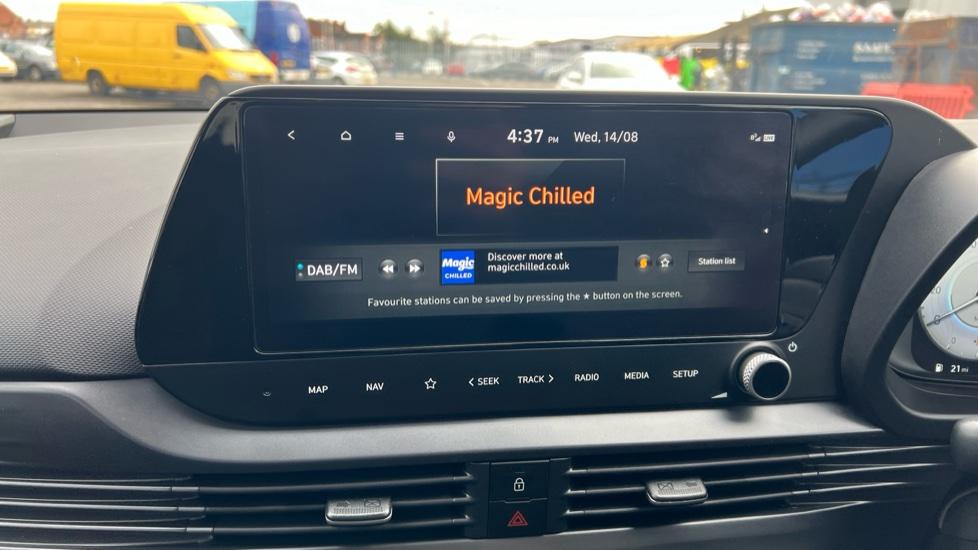 4:37 PM Wed, 14/08
Magic Chilled
DAB/FM
Magic
CHILLED
Discover more at
magicchilled.co.uk
Station list
Favourite stations can be saved by pressing the ★ button on the screen.
MAP NAV ☆ < SEEK TRACK > RADIO MEDIA SETUP
21 mi